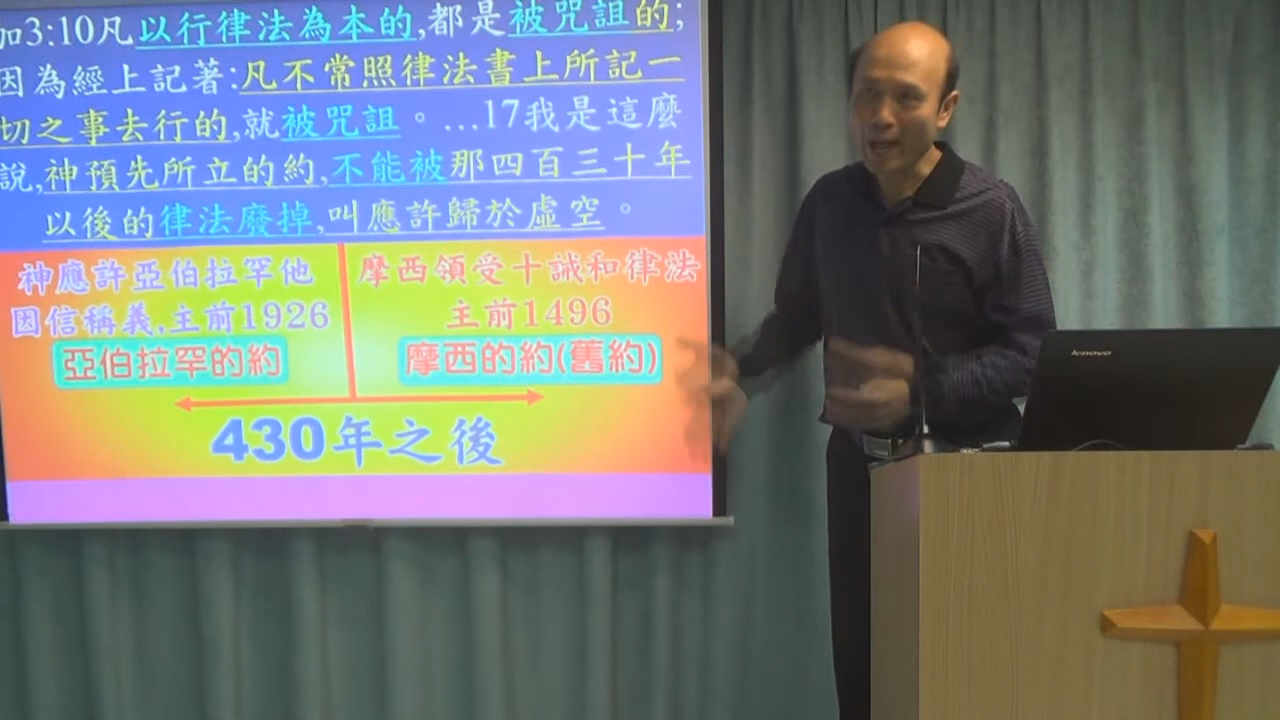 加3:10凡以行律法為本的,都是被咒詛的;
因為經上記著:凡不常照律法書上所記一
切之事去行的,就被咒詛。…17我是這麼
說,神預先所立的約,不能被那四百三十年
以後的律法廢掉,叫應許歸於虛空。
神應許亞伯拉罕他
因信稱義,主前1926
亞伯拉罕的約
摩西領受十誡和律法
主前1496
摩西的約(舊約)
430年之後
lenovo